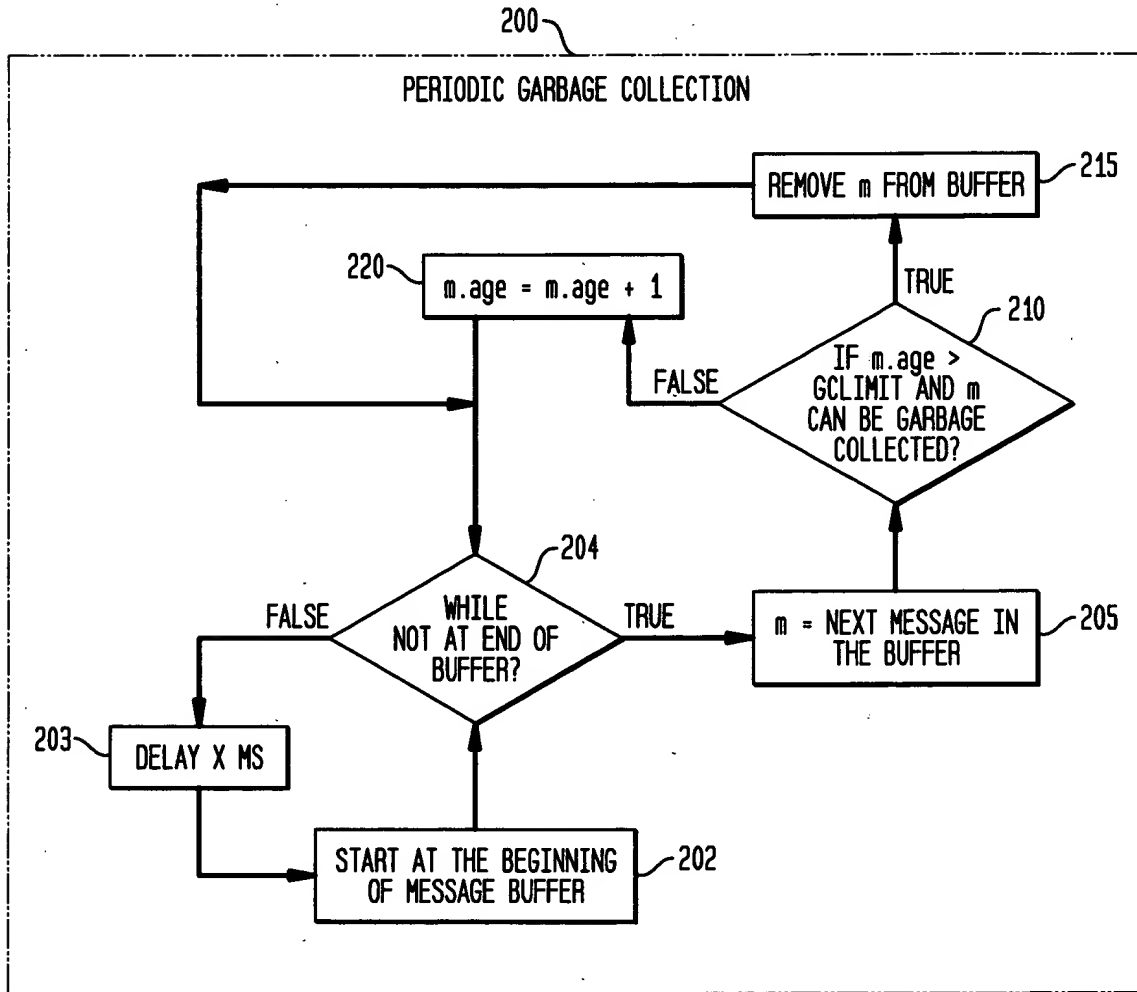 200
PERIODIC GARBAGE COLLECTION
REMOVE m FROM BUFFER
215
220
m.age = m.age + 1
TRUE
210
FALSE
IF m.age >
GCLIMIT AND m
CAN BE GARBAGE
COLLECTED?
204
FALSE
WHILE
NOT AT END OF
BUFFER?
TRUE
m = NEXT MESSAGE IN
THE BUFFER
205
203
DELAY X MS
START AT THE BEGINNING
OF MESSAGE BUFFER
202